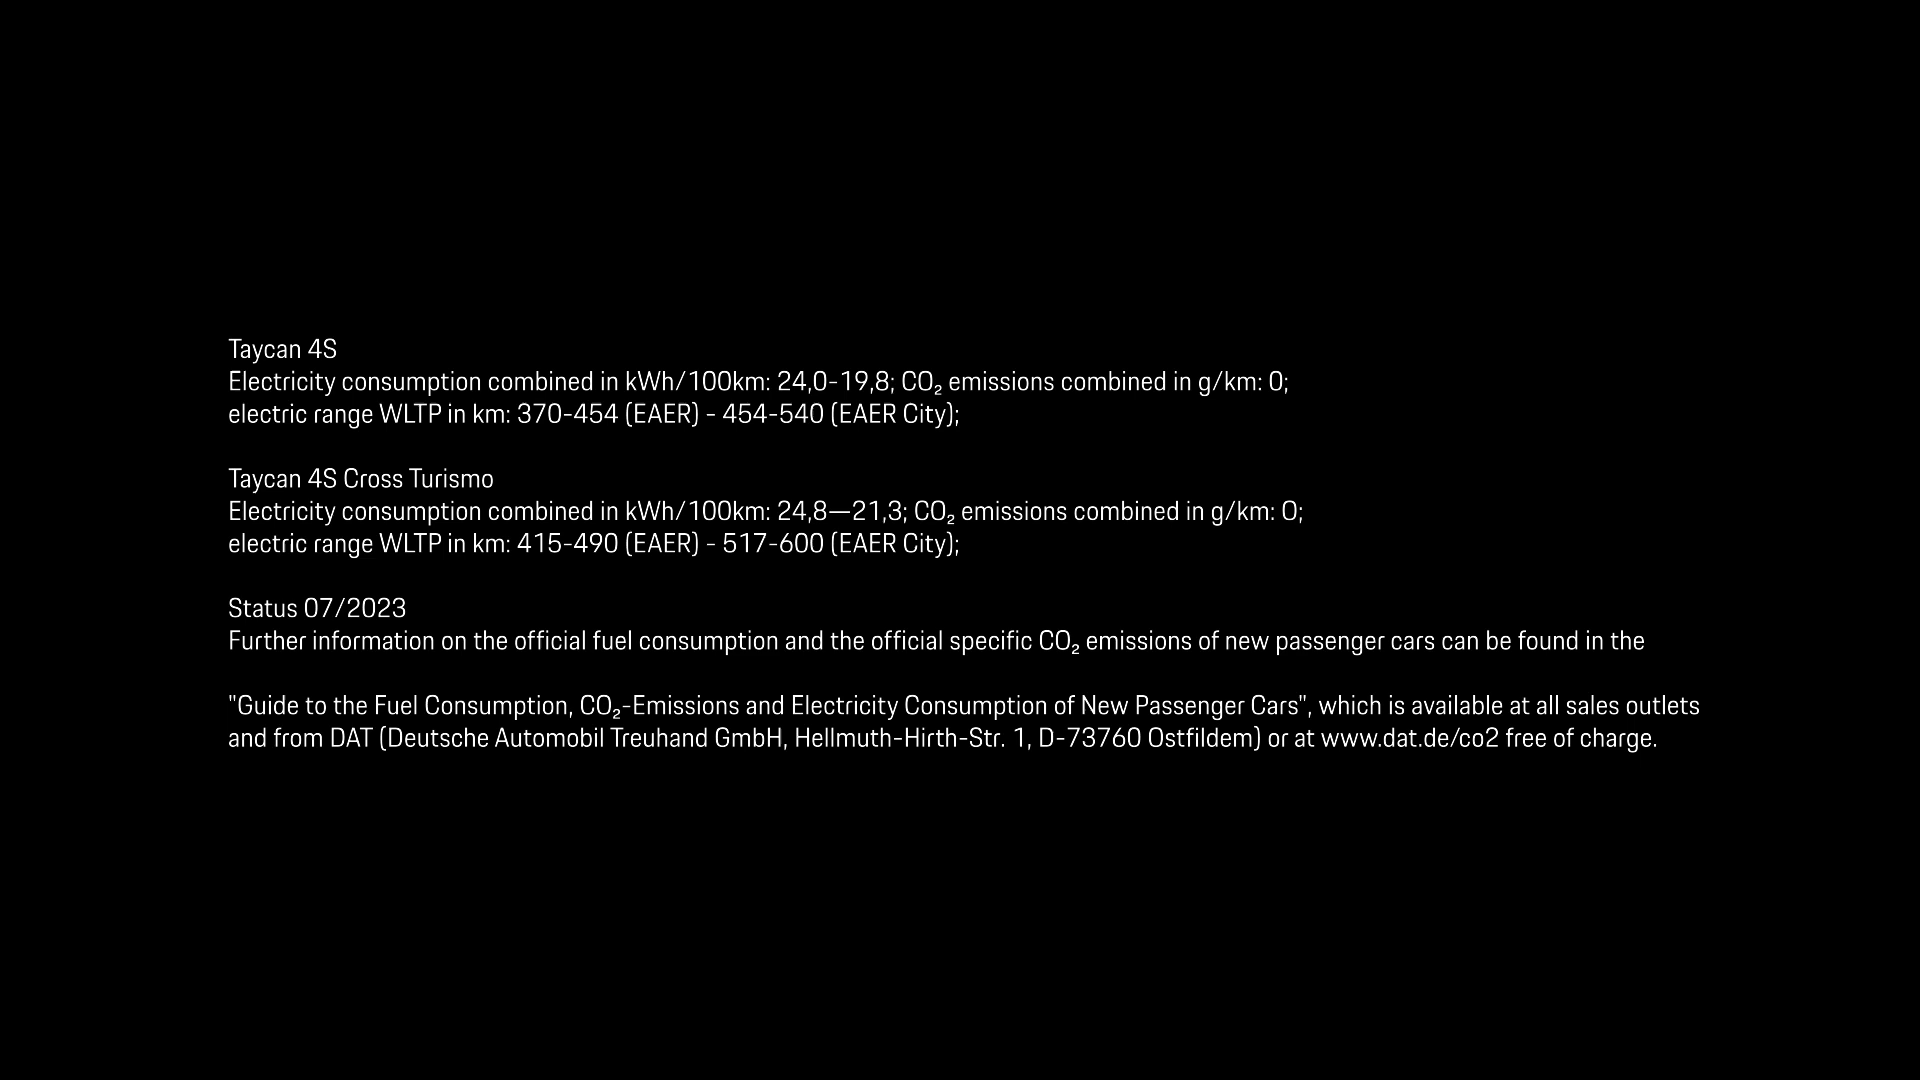 Taycan 4S
Electricity consumption combined in kWh/100km: 24,0-19,8; CO₂ emissions combined in g/km: 0;
electric range WLTP in km: 370-454 (EAER) - 454-540 (EAER City);
Taycan 4S Cross Turismo
Electricity consumption combined in kWh/100km: 24,8—21,3; CO₂ emissions combined in g/km: 0;
electric range WLTP in km: 415-490 (EAER) - 517-600 (EAER City);
Status 07/2023
Further information on the official fuel consumption and the official specific CO₂ emissions of new passenger cars can be found in the
"Guide to the Fuel Consumption, CO₂-Emissions and Electricity Consumption of New Passenger Cars", which is available at all sales outlets
and from DAT (Deutsche Automobil Treuhand GmbH, Hellmuth-Hirth-Str. 1, D-73760 Ostfildem) or at www.dat.de/co2 free of charge.